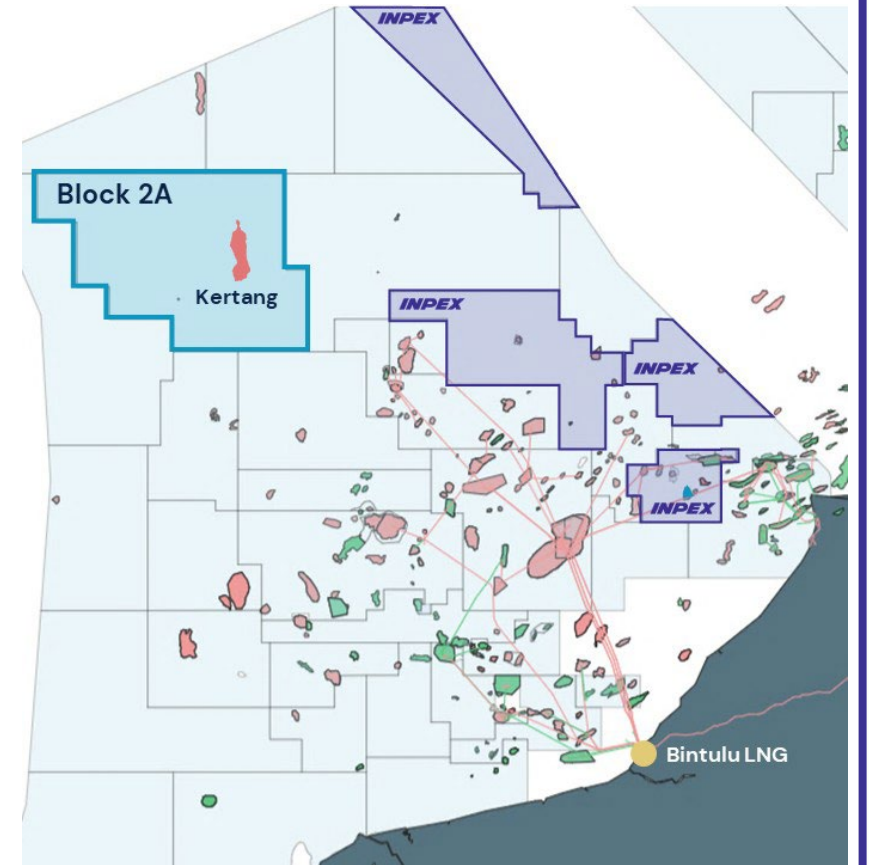 INPEX
Block 2A
Kertang
INPEX
INPEX
INPEX
Bintulu LNG